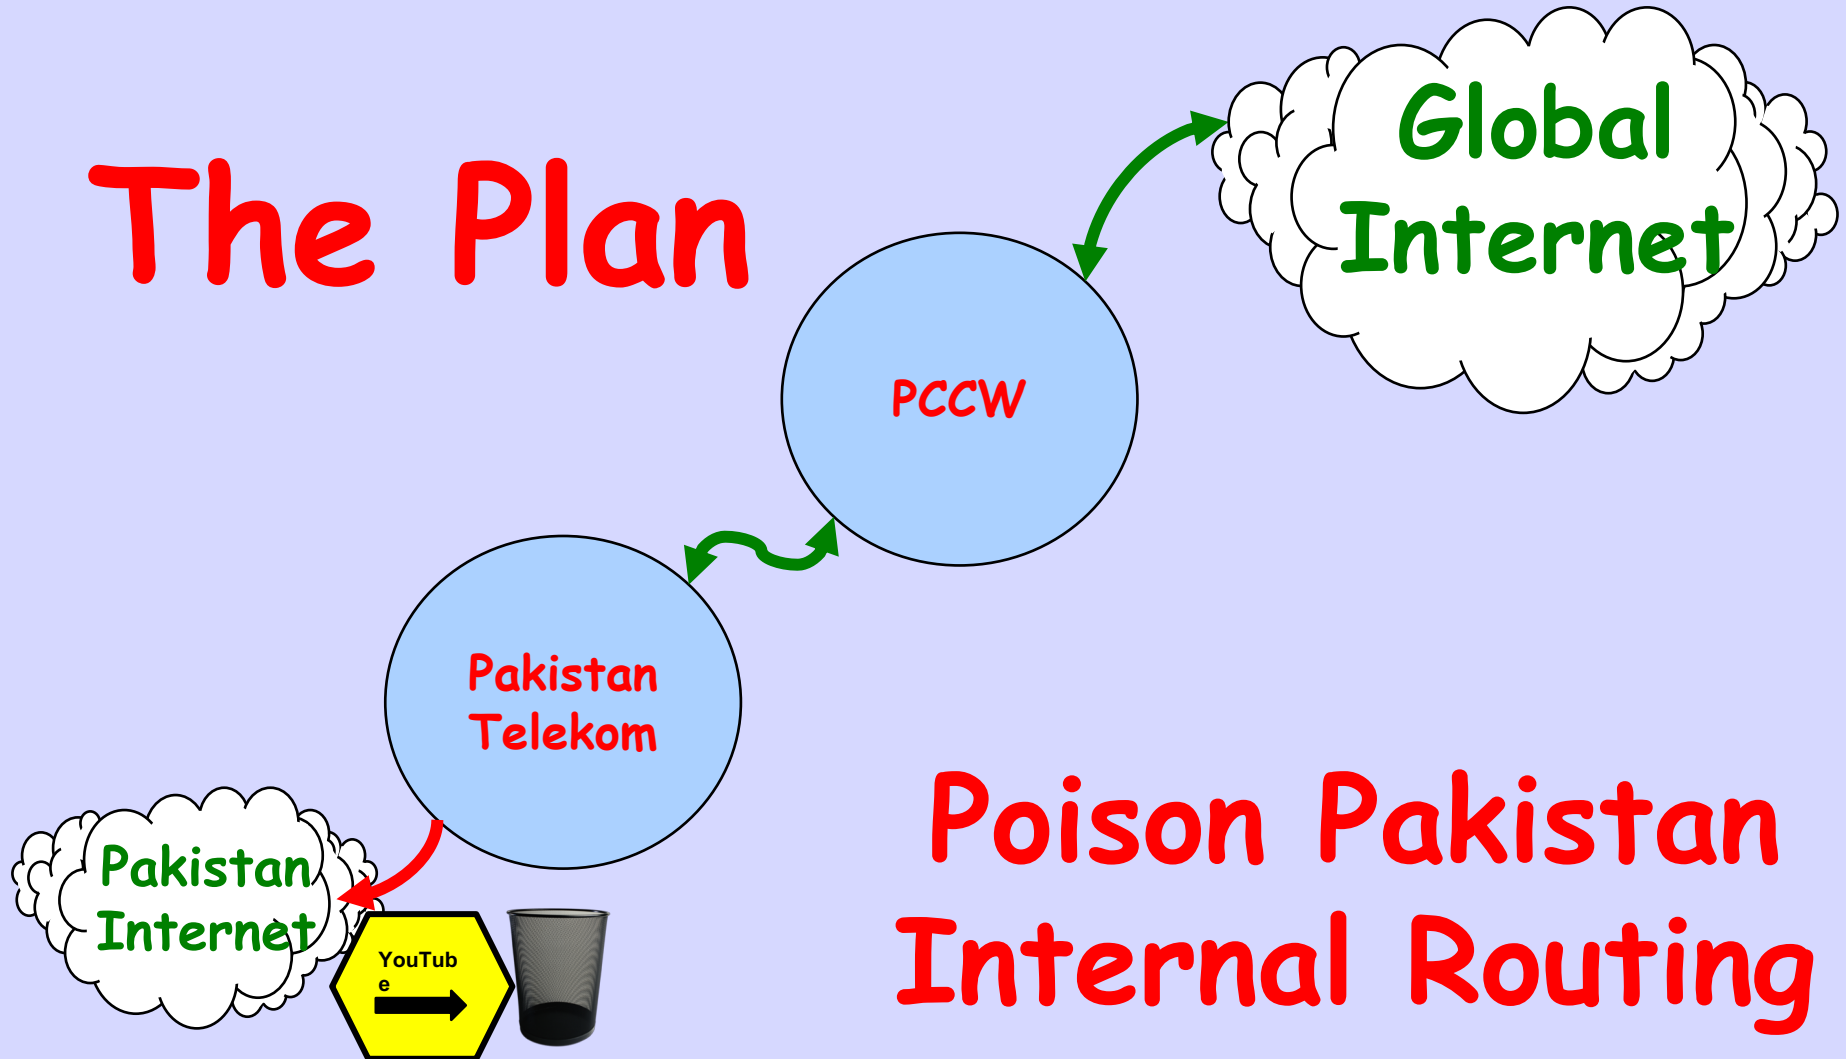 The Plan
Global
Internet
PCCW
Pakistan
Telekom
Pakistan
Internet
YouTub
e
Poison Pakistan
Internal Routing